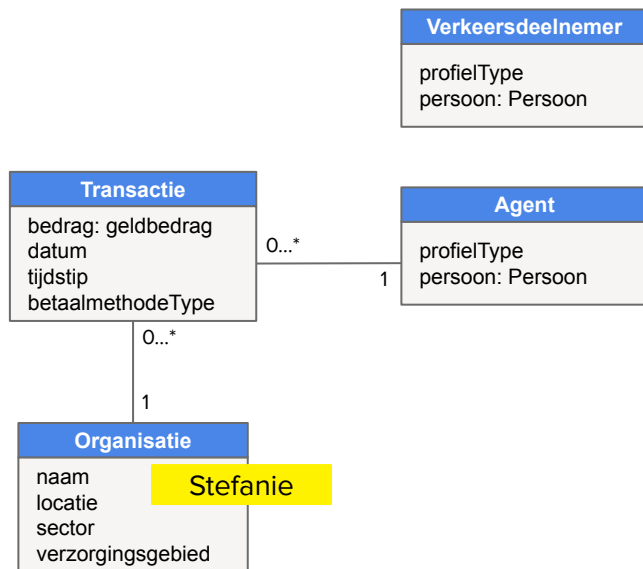 Verkeersdeelnemer
profielType
persoon: Persoon
Transactie
bedrag: geldbedrag
datum
tijdstip
betaalmethodeType
0...*
1
Agent
profielType
persoon: Persoon
0...*
1
Organisatie
naam
locatie
sector
verzorgingsgebied
Stefanie